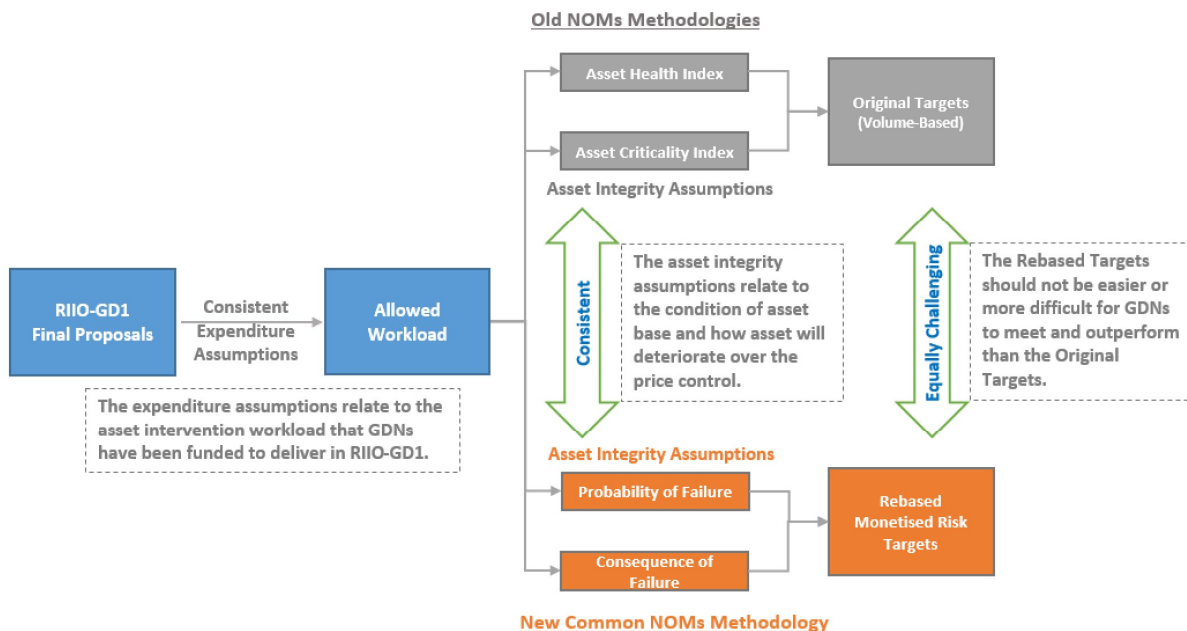 Old NOMs Methodologies
Asset Health Index
Asset Criticality Index
Original Targets
(Volume-Based)
Asset Integrity Assumptions
RIIO-GD1
Final Proposals
Consistent
Expenditure
Assumptions
Allowed
Workload
The expenditure assumptions relate to the
asset intervention workload that GDNs
have been funded to deliver in RIIO-GD1.
Consistent
The asset integrity
assumptions relate to
the condition of asset
base and how asset will
deteriorate over the
price control.
Equally Challenging
The Rebased Targets
should not be easier or
more difficult for GDNs
to meet and outperform
than the Original
Targets.
Asset Integrity Assumptions
Probability of Failure
Consequence of
Failure
Rebased
Monetised Risk
Targets
New Common NOMs Methodology